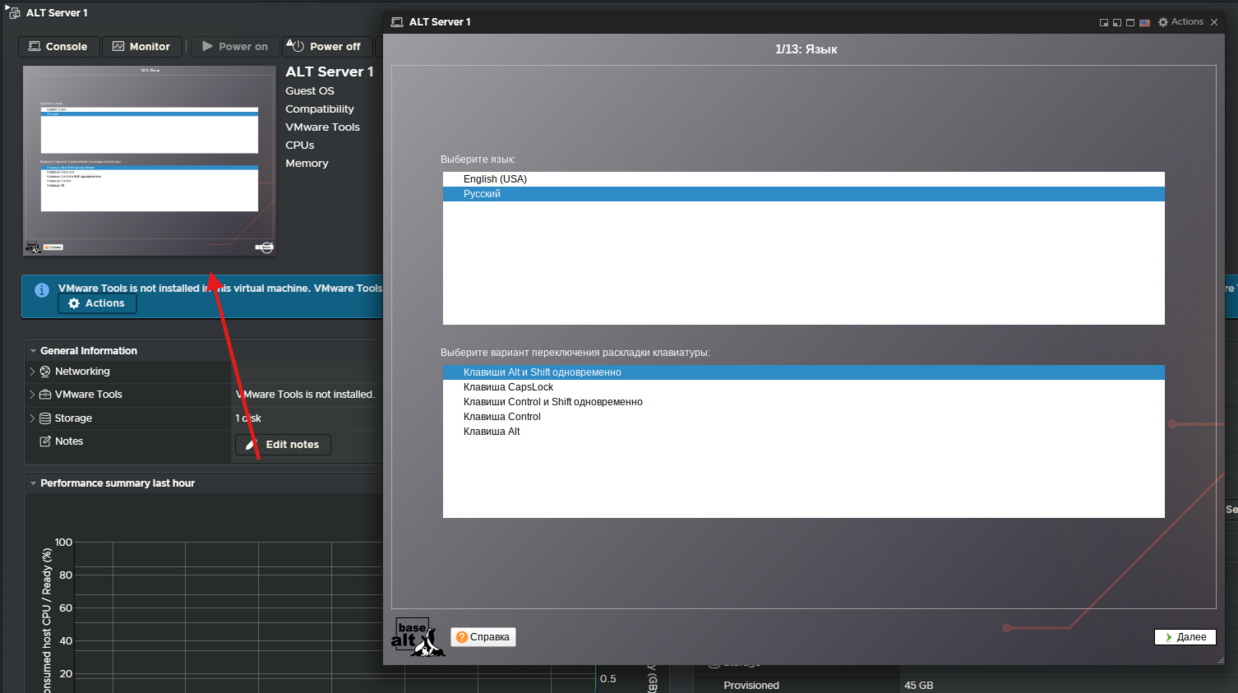 ALT Server 1
Console
Monitor
Power on
Power off
ALT Server 1
Guest OS
Compatibility
VMware Tools
CPUs
Memory
VMware Tools is not installed in this virtual machine. VMware Tools
Actions
General Information
Networking
VMware Tools
VMware Tools is not installed.
Storage
1 disk
Notes
Edit notes
Performance summary last hour
100
80
60
40
20
onsumed host CPU / Ready (%)
ALT Server 1
Actions
1/13: Язык
Выберите язык:
English (USA)
Русский
Выберите вариант переключения раскладки клавиатуры:
Клавиши Alt и Shift одновременно
Клавиша CapsLock
Клавиши Control и Shift одновременно
Клавиша Control
Клавиша Alt
base
alt
Справка
Далее
0.5
y (GB)
Provisioned
45 GB